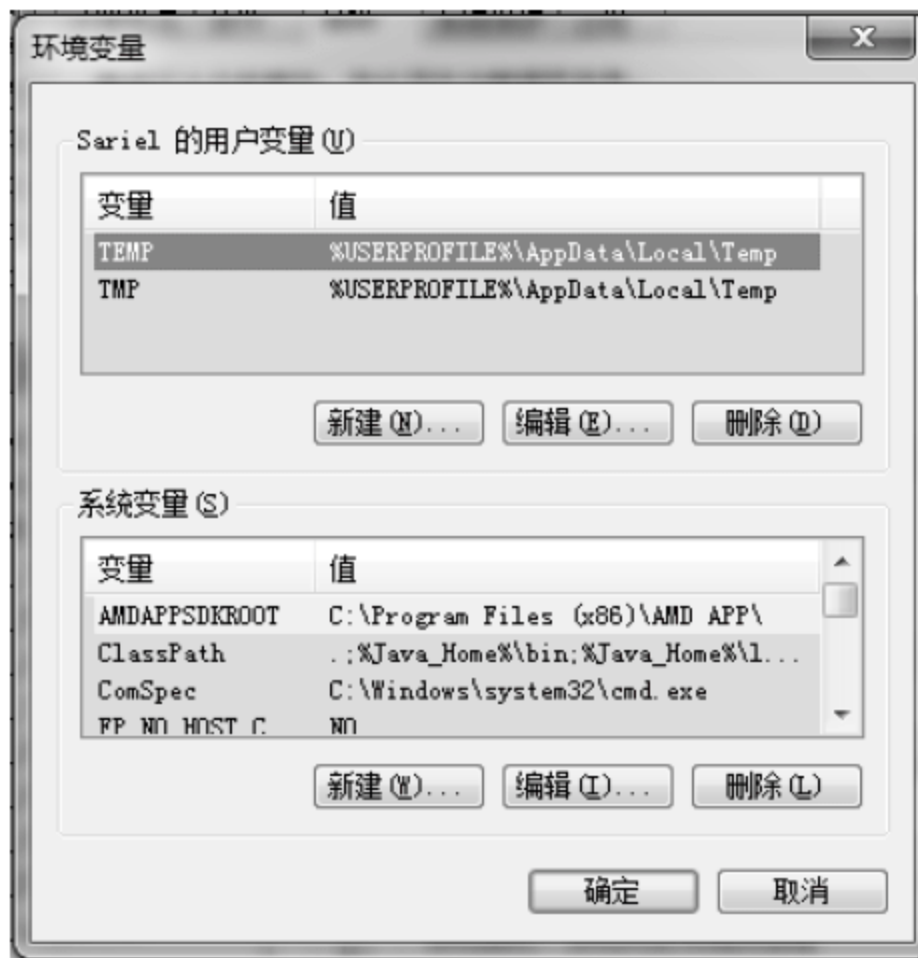 环境变量
Sariel 的用户变量(U)
变量 值
TEMP %USERPROFILE%\AppData\Local\Temp
TMP %USERPROFILE%\AppData\Local\Temp
新建(N)... 编辑(E)... 删除(D)
系统变量(S)
变量 值
AMDAPPSDKROOT C:\Program Files (x86)\AMD APP\
ClassPath .;%Java_Home%\bin;%Java_Home%\l...
ComSpec C:\Windows\system32\cmd.exe
FP_NO_HOST_C NO
新建(W)... 编辑(I)... 删除(L)
确定 取消